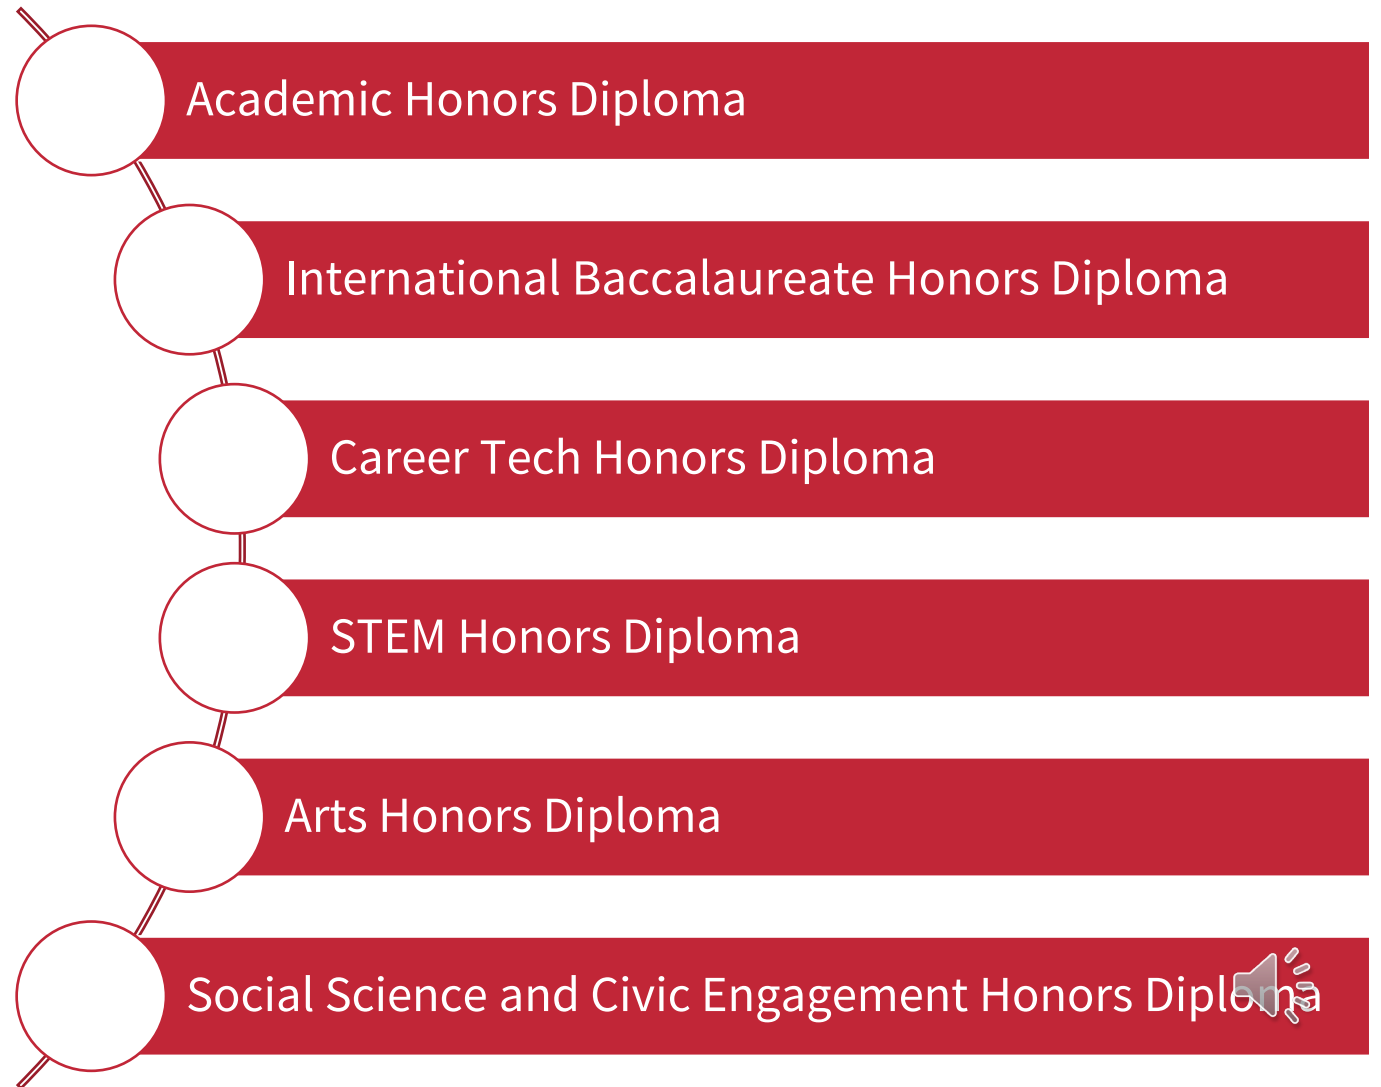 Academic Honors Diploma
International Baccalaureate Honors Diploma
Career Tech Honors Diploma
STEM Honors Diploma
Arts Honors Diploma
Social Science and Civic Engagement Honors Diploma